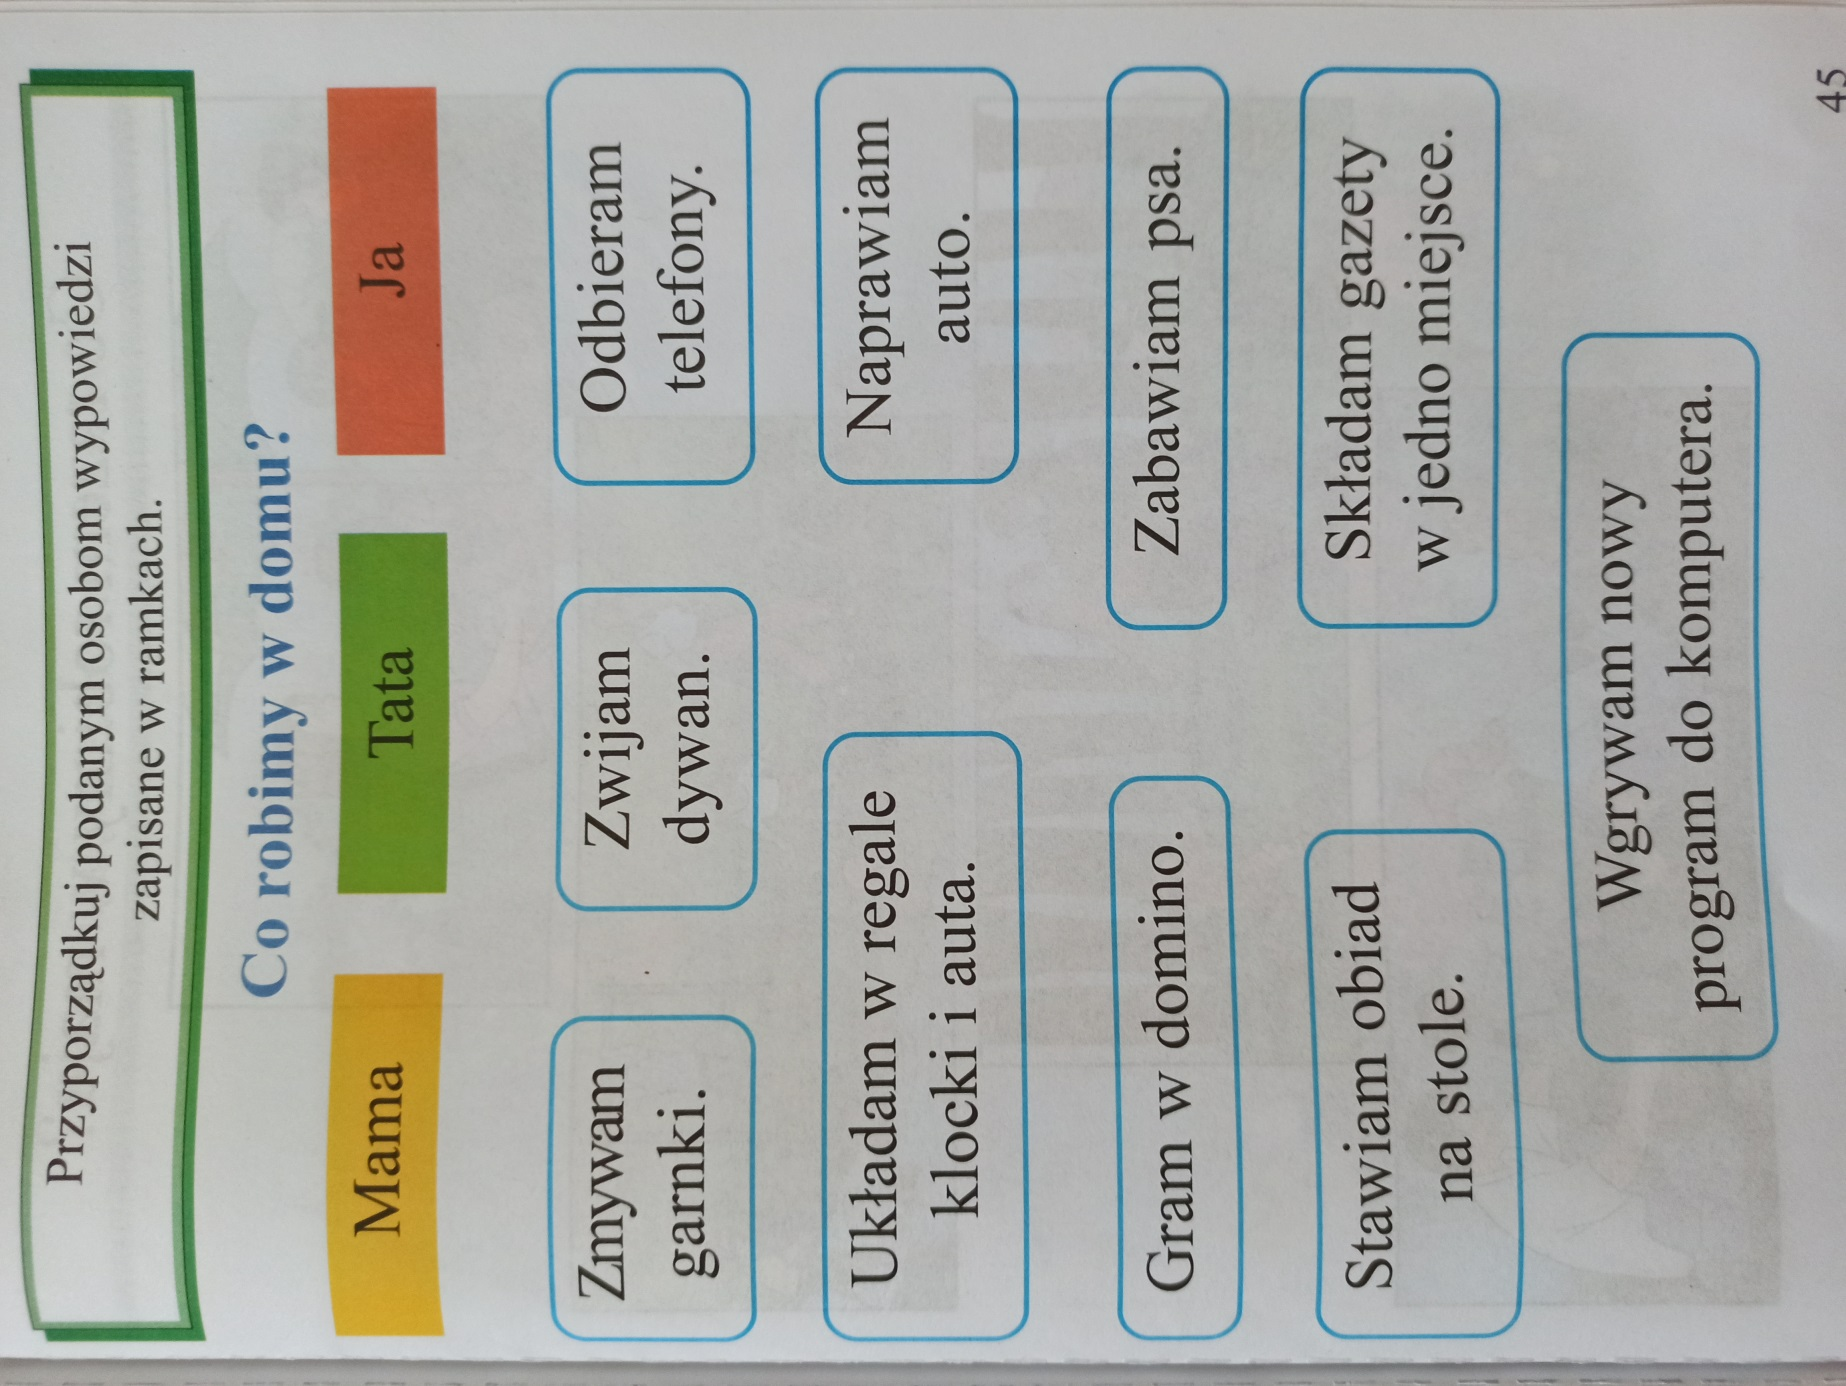 Przyporządkuj podanym osobom wypowiedzi
zapisane w ramkach.
Co robimy w domu?
Mama
Tata
Ja
Zmywam
garnki.
Zwijam
dywan.
Odbieram
telefony.
Układam w regale
klocki i auta.
Naprawiam
auto.
Gram w domino.
Zabawiam psa.
Stawiam obiad
na stole.
Składam gazety
w jedno miejsce.
Wgrywam nowy
program do komputera.
45